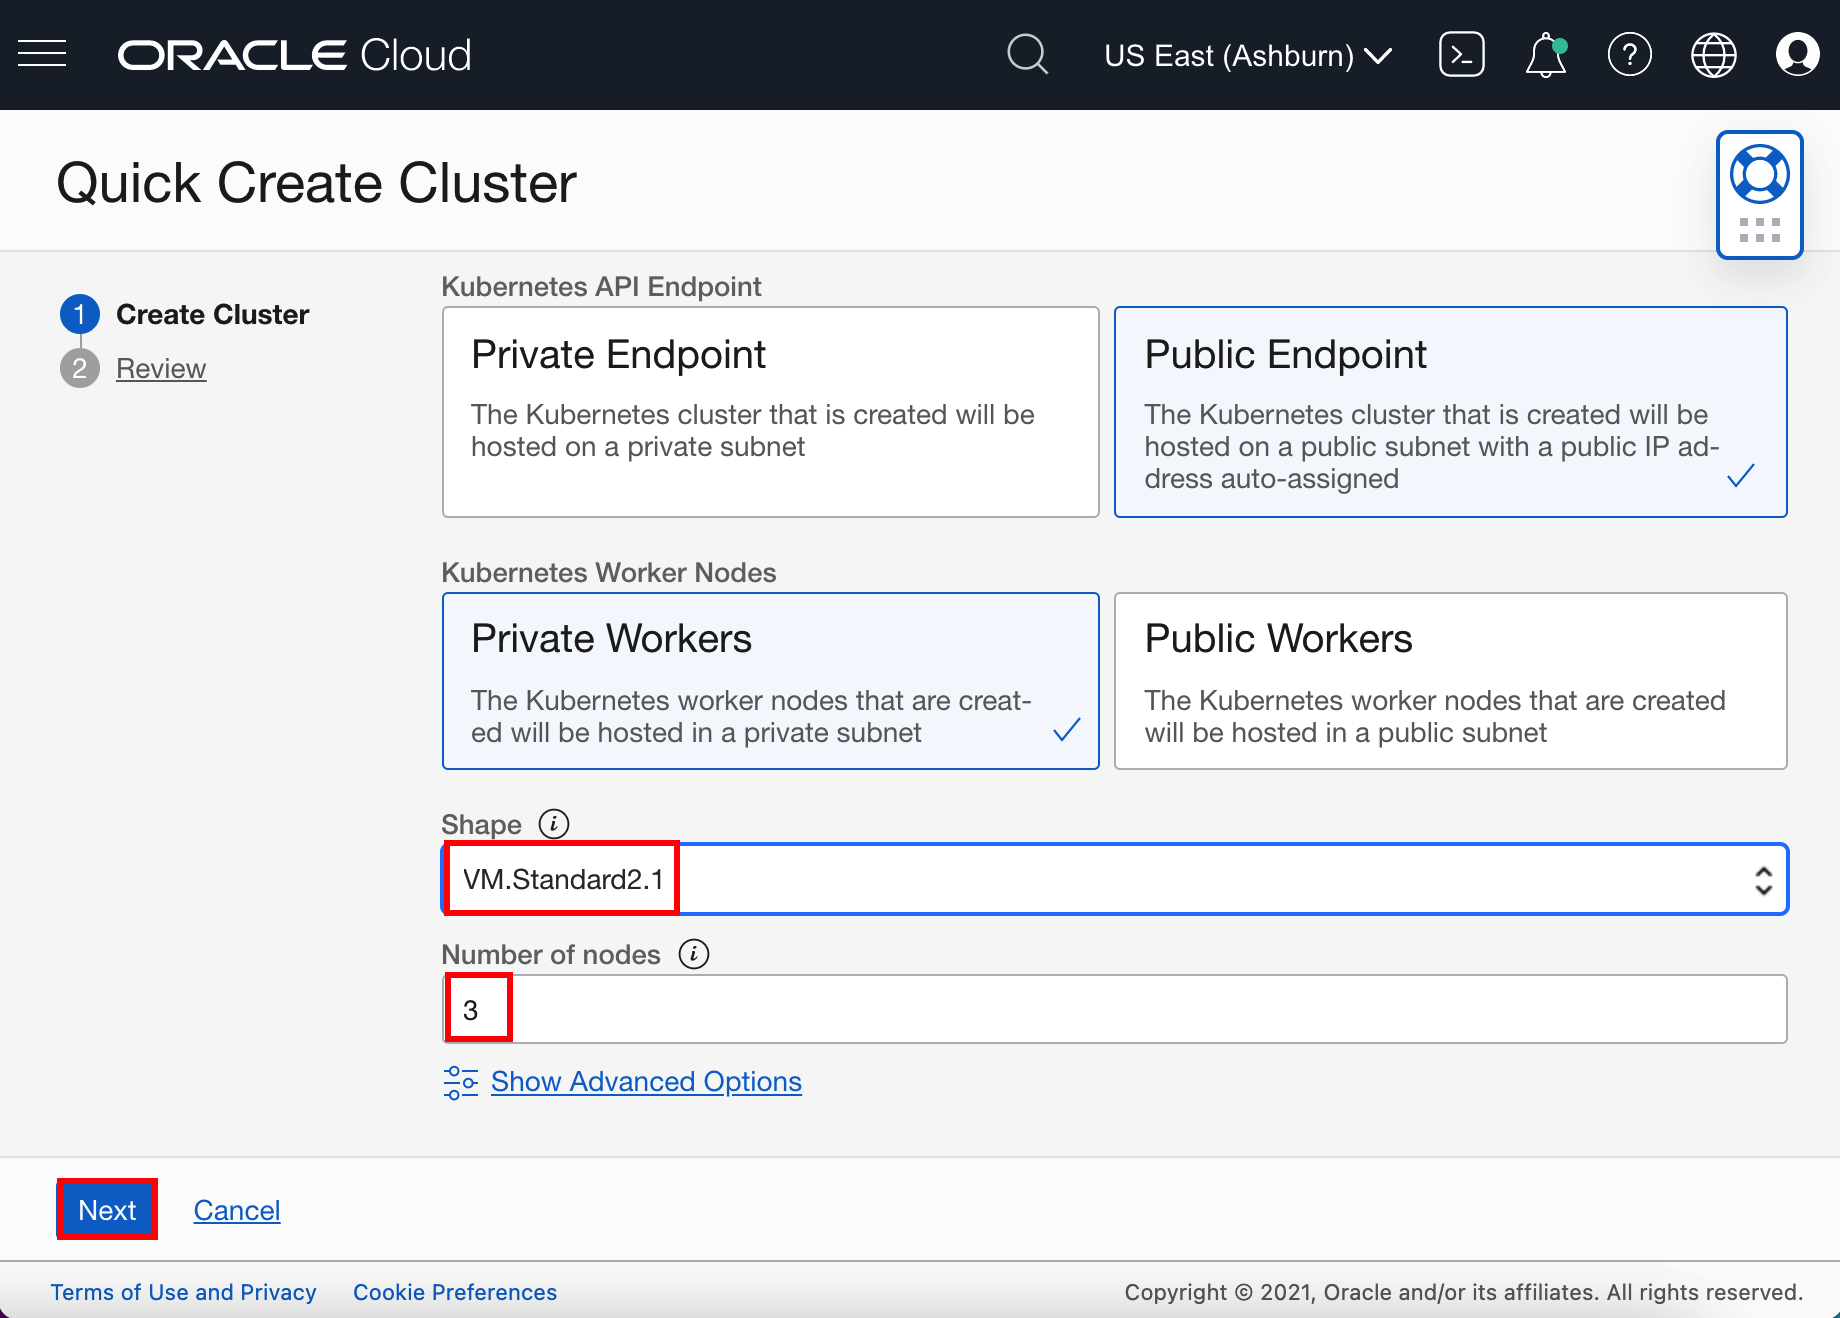 ORACLE Cloud
US East (Ashburn)
Quick Create Cluster
1 Create Cluster
2 Review
Kubernetes API Endpoint
Private Endpoint
The Kubernetes cluster that is created will be
hosted on a private subnet
Public Endpoint
The Kubernetes cluster that is created will be
hosted on a public subnet with a public IP ad-
dress auto-assigned
Kubernetes Worker Nodes
Private Workers
The Kubernetes worker nodes that are creat-
ed will be hosted in a private subnet
Public Workers
The Kubernetes worker nodes that are created
will be hosted in a public subnet
Shape
VM.Standard2.1
Number of nodes
3
Show Advanced Options
Next Cancel
Terms of Use and Privacy Cookie Preferences
Copyright © 2021, Oracle and/or its affiliates. All rights reserved.